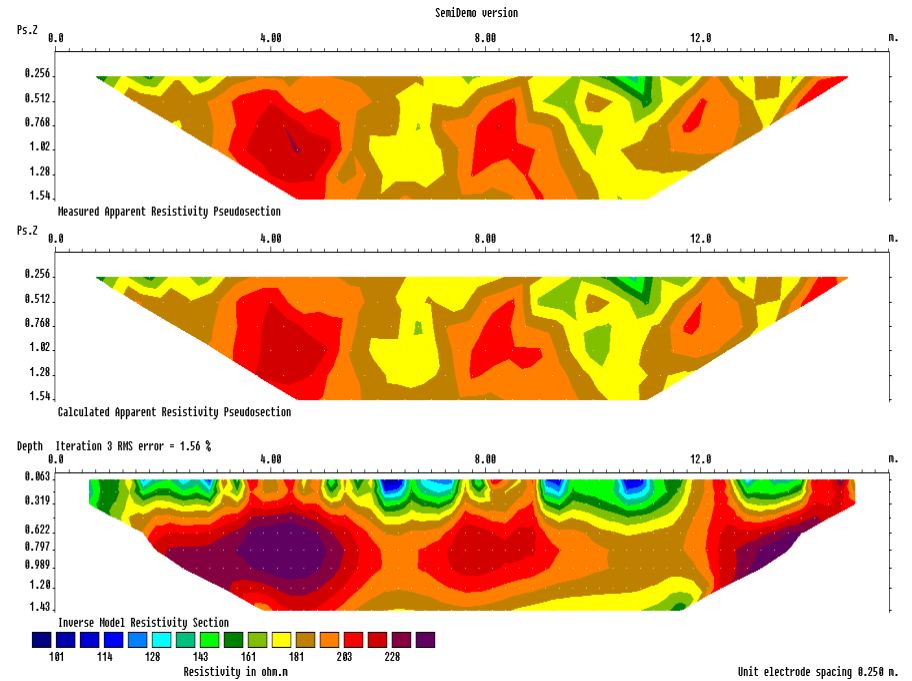 SemiDemo version
Ps.Z 0.0 4.00 8.00 12.0 m.
0.256
0.512
0.768
1.02
1.28
1.54
Measured Apparent Resistivity Pseudosection
Ps.Z 0.0 4.00 8.00 12.0 m.
0.256
0.512
0.768
1.02
1.28
1.54
Calculated Apparent Resistivity Pseudosection
Depth Iteration 3 RMS error = 1.56 %
0.0 4.00 8.00 12.0 m.
0.063
0.319
0.622
0.797
0.989
1.20
1.43
Inverse Model Resistivity Section
101 114 128 143 161 181 203 228
Resistivity in ohm.m
Unit electrode spacing 0.250 m.